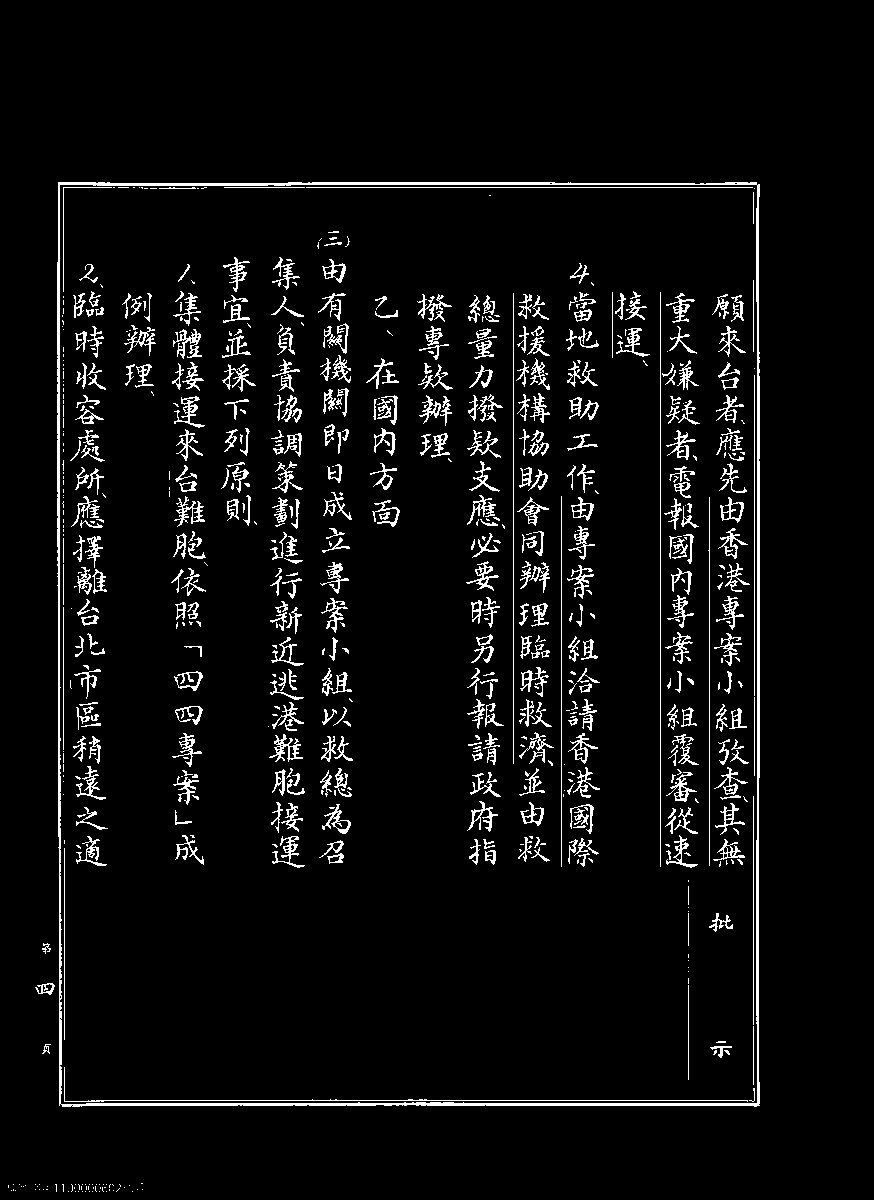 願來台者、應先由香港專案小組攷查、其無
重大嫌疑者、電報國內專案小組覆審、從速
接運、
4、當地救助工作、由專案小組洽請香港國際
救援機構協助會同辦理臨時救濟、並由救
總量力撥欵支應、必要時另行報請政府指
撥專欵辦理、
乙、在國內方面
(三)由有關機關即日成立專案小組、以救總為召
集人、負責協調策劃進行新近逃港難胞接運
事宜、並採下列原則、
1、集體接運來台難胞、依照「四四專案」成
例辦理、
2、臨時收容處所、應擇離台北市區稍遠之適
批示
第四頁